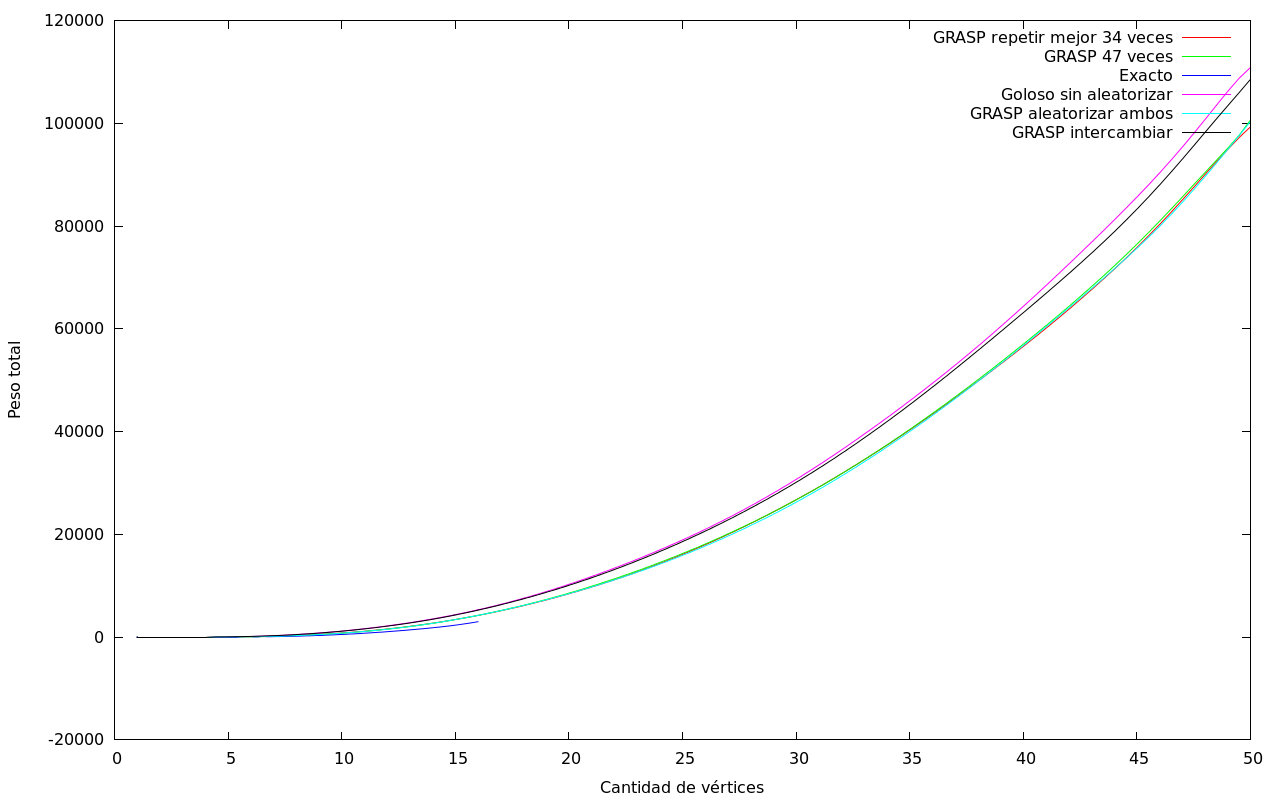 120000
100000
80000
60000
40000
20000
0
-20000
Peso total
GRASP repetir mejor 34 veces
GRASP 47 veces
Exacto
Goloso sin aleatorizar
GRASP aleatorizar ambos
GRASP intercambiar
0 5 10 15 20 25 30 35 40 45 50
Cantidad de vértices